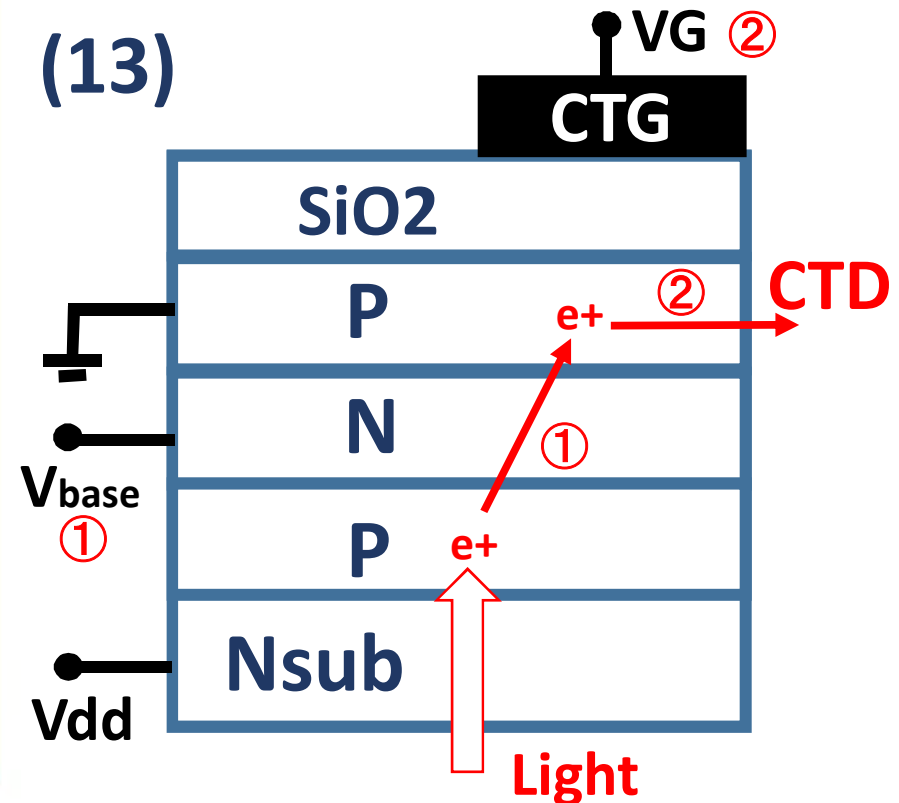 (13)
VG ②
CTG
SiO2
P
e+
②
CTD
N
①
Vbase
①
P
e+
Nsub
Vdd
Light